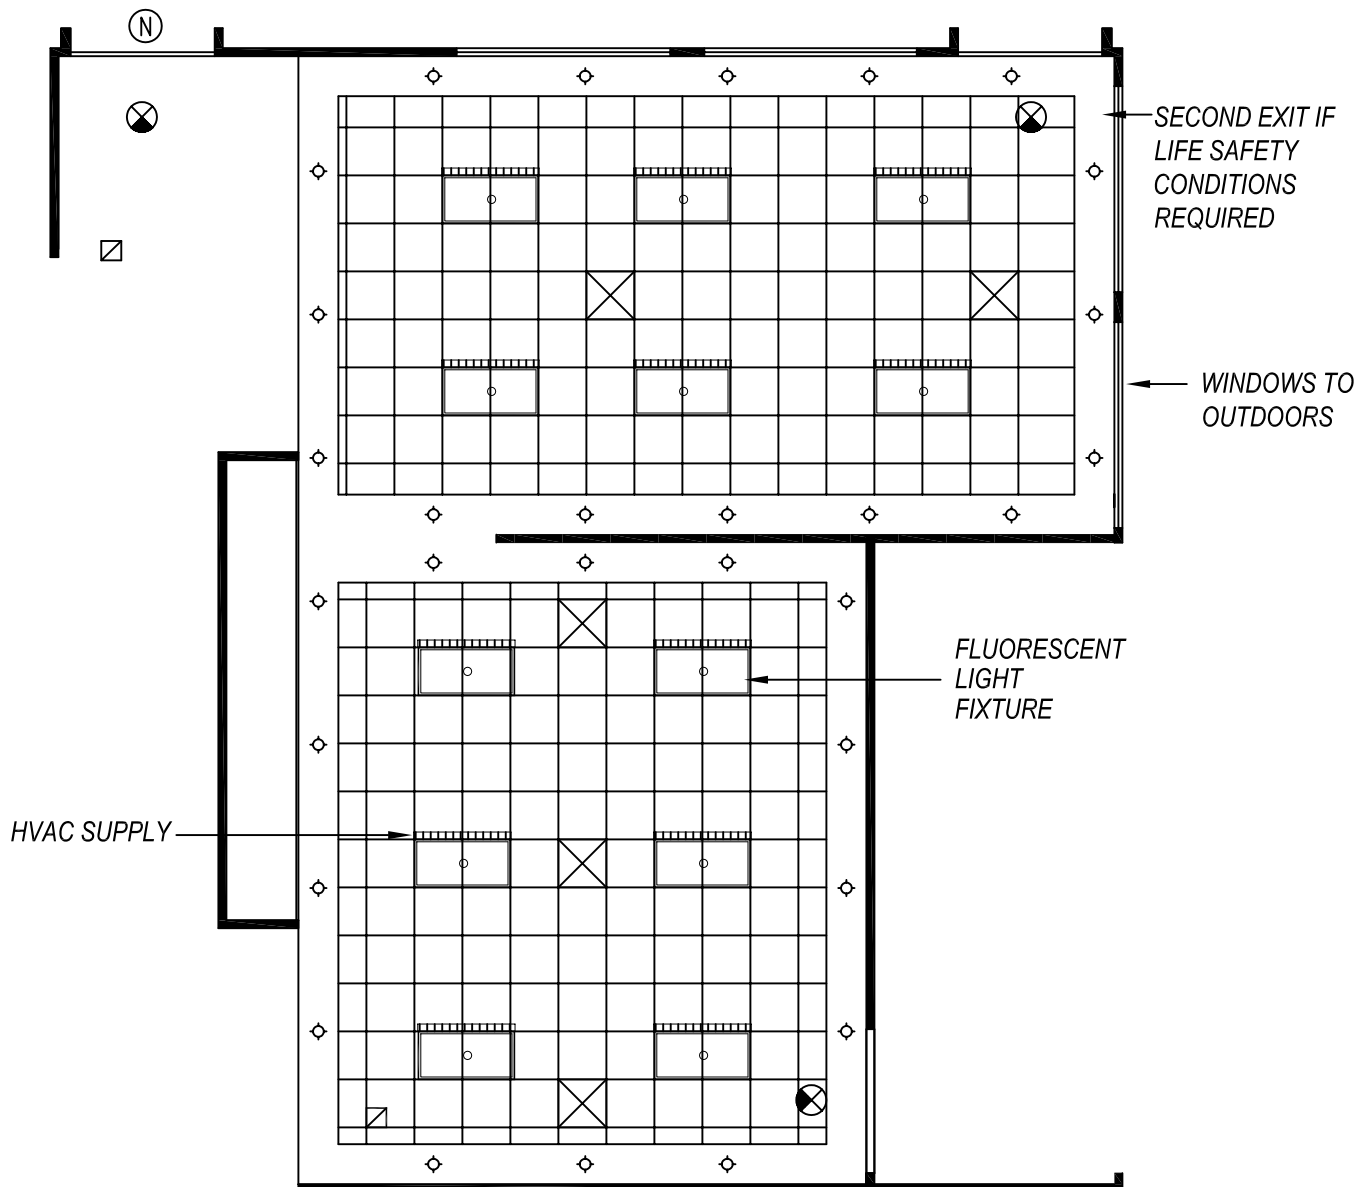 N
SECOND EXIT IF
LIFE SAFETY
CONDITIONS
REQUIRED
WINDOWS TO
OUTDOORS
FLUORESCENT
LIGHT
FIXTURE
HVAC SUPPLY